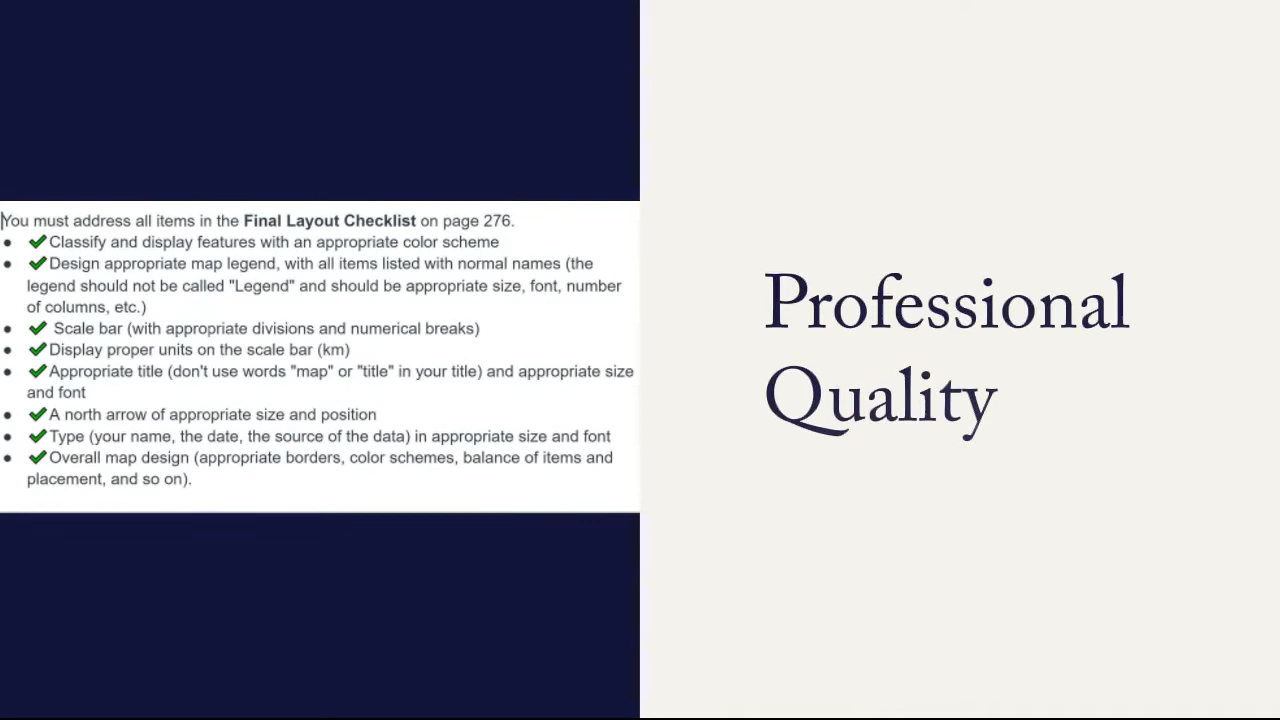 You must address all items in the Final Layout Checklist on page 276.
● ✔Classify and display features with an appropriate color scheme
● ✔Design appropriate map legend, with all items listed with normal names (the
legend should not be called "Legend" and should be appropriate size, font, number
of columns, etc.)
● ✔ Scale bar (with appropriate divisions and numerical breaks)
● ✔Display proper units on the scale bar (km)
● ✔Appropriate title (don't use words "map" or "title" in your title) and appropriate size
and font
● ✔A north arrow of appropriate size and position
● ✔Type (your name, the date, the source of the data) in appropriate size and font
● ✔Overall map design (appropriate borders, color schemes, balance of items and
placement, and so on).
Professional
Quality